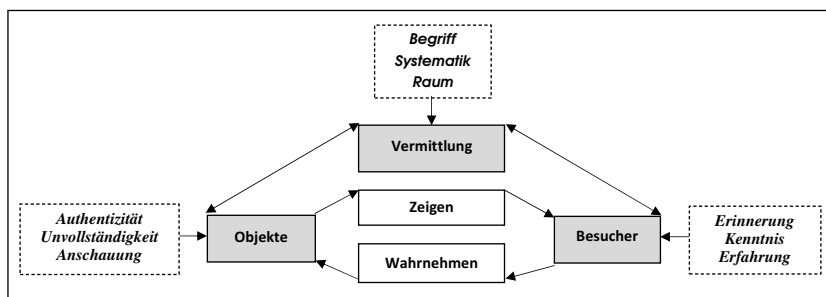 Begriff
Systematik
Raum
Vermittlung
Zeigen
Authentizität
Unvollständigkeit
Anschauung
Objekte
Besucher
Erinnerung
Kenntnis
Erfahrung
Wahrnehmen